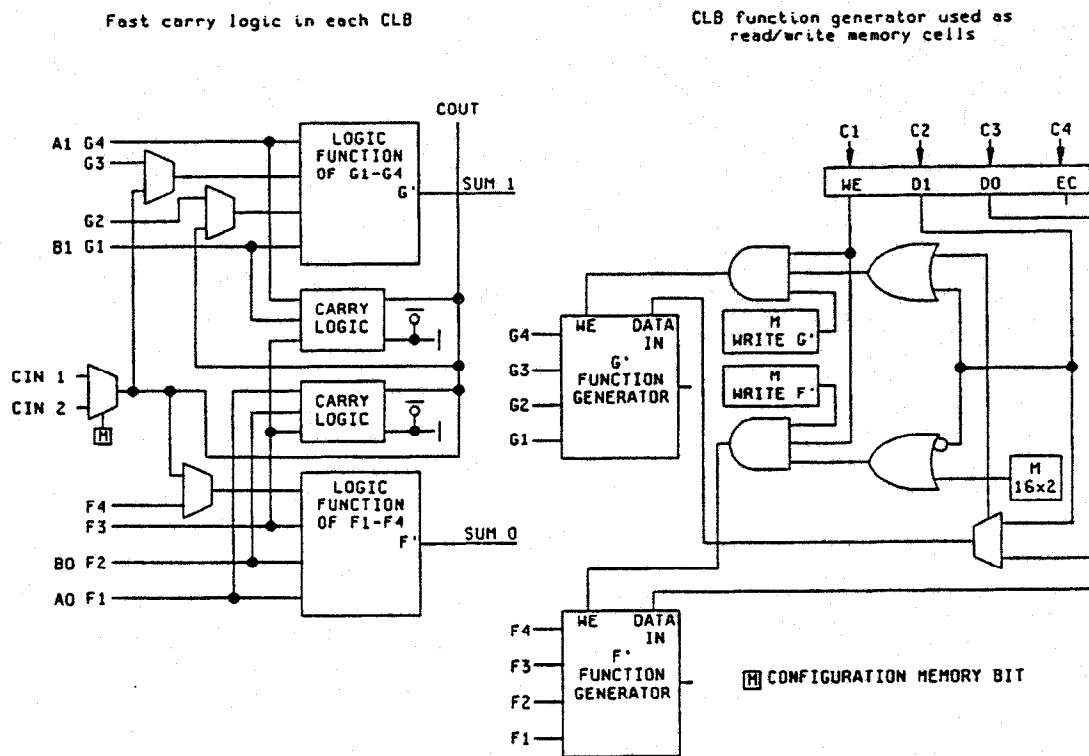 Fast carry logic in each CLB
CLB function generator used as
read/write memory cells
COUT
A1 G4
G3
G2
B1 G1
LOGIC
FUNCTION
OF G1-G4
G'
SUM 1
CARRY
LOGIC
CIN 1
CIN 2
M
CARRY
LOGIC
LOGIC
FUNCTION
OF F1-F4
F'
SUM 0
F4
F3
B0 F2
A0 F1
C1 C2 C3 C4
WE D1 D0 EC
WE DATA
IN
G'
FUNCTION
GENERATOR
G4
G3
G2
G1
M
WRITE G'
M
WRITE F'
M
16x2
WE DATA
IN
F'
FUNCTION
GENERATOR
F4
F3
F2
F1
M CONFIGURATION MEMORY BIT